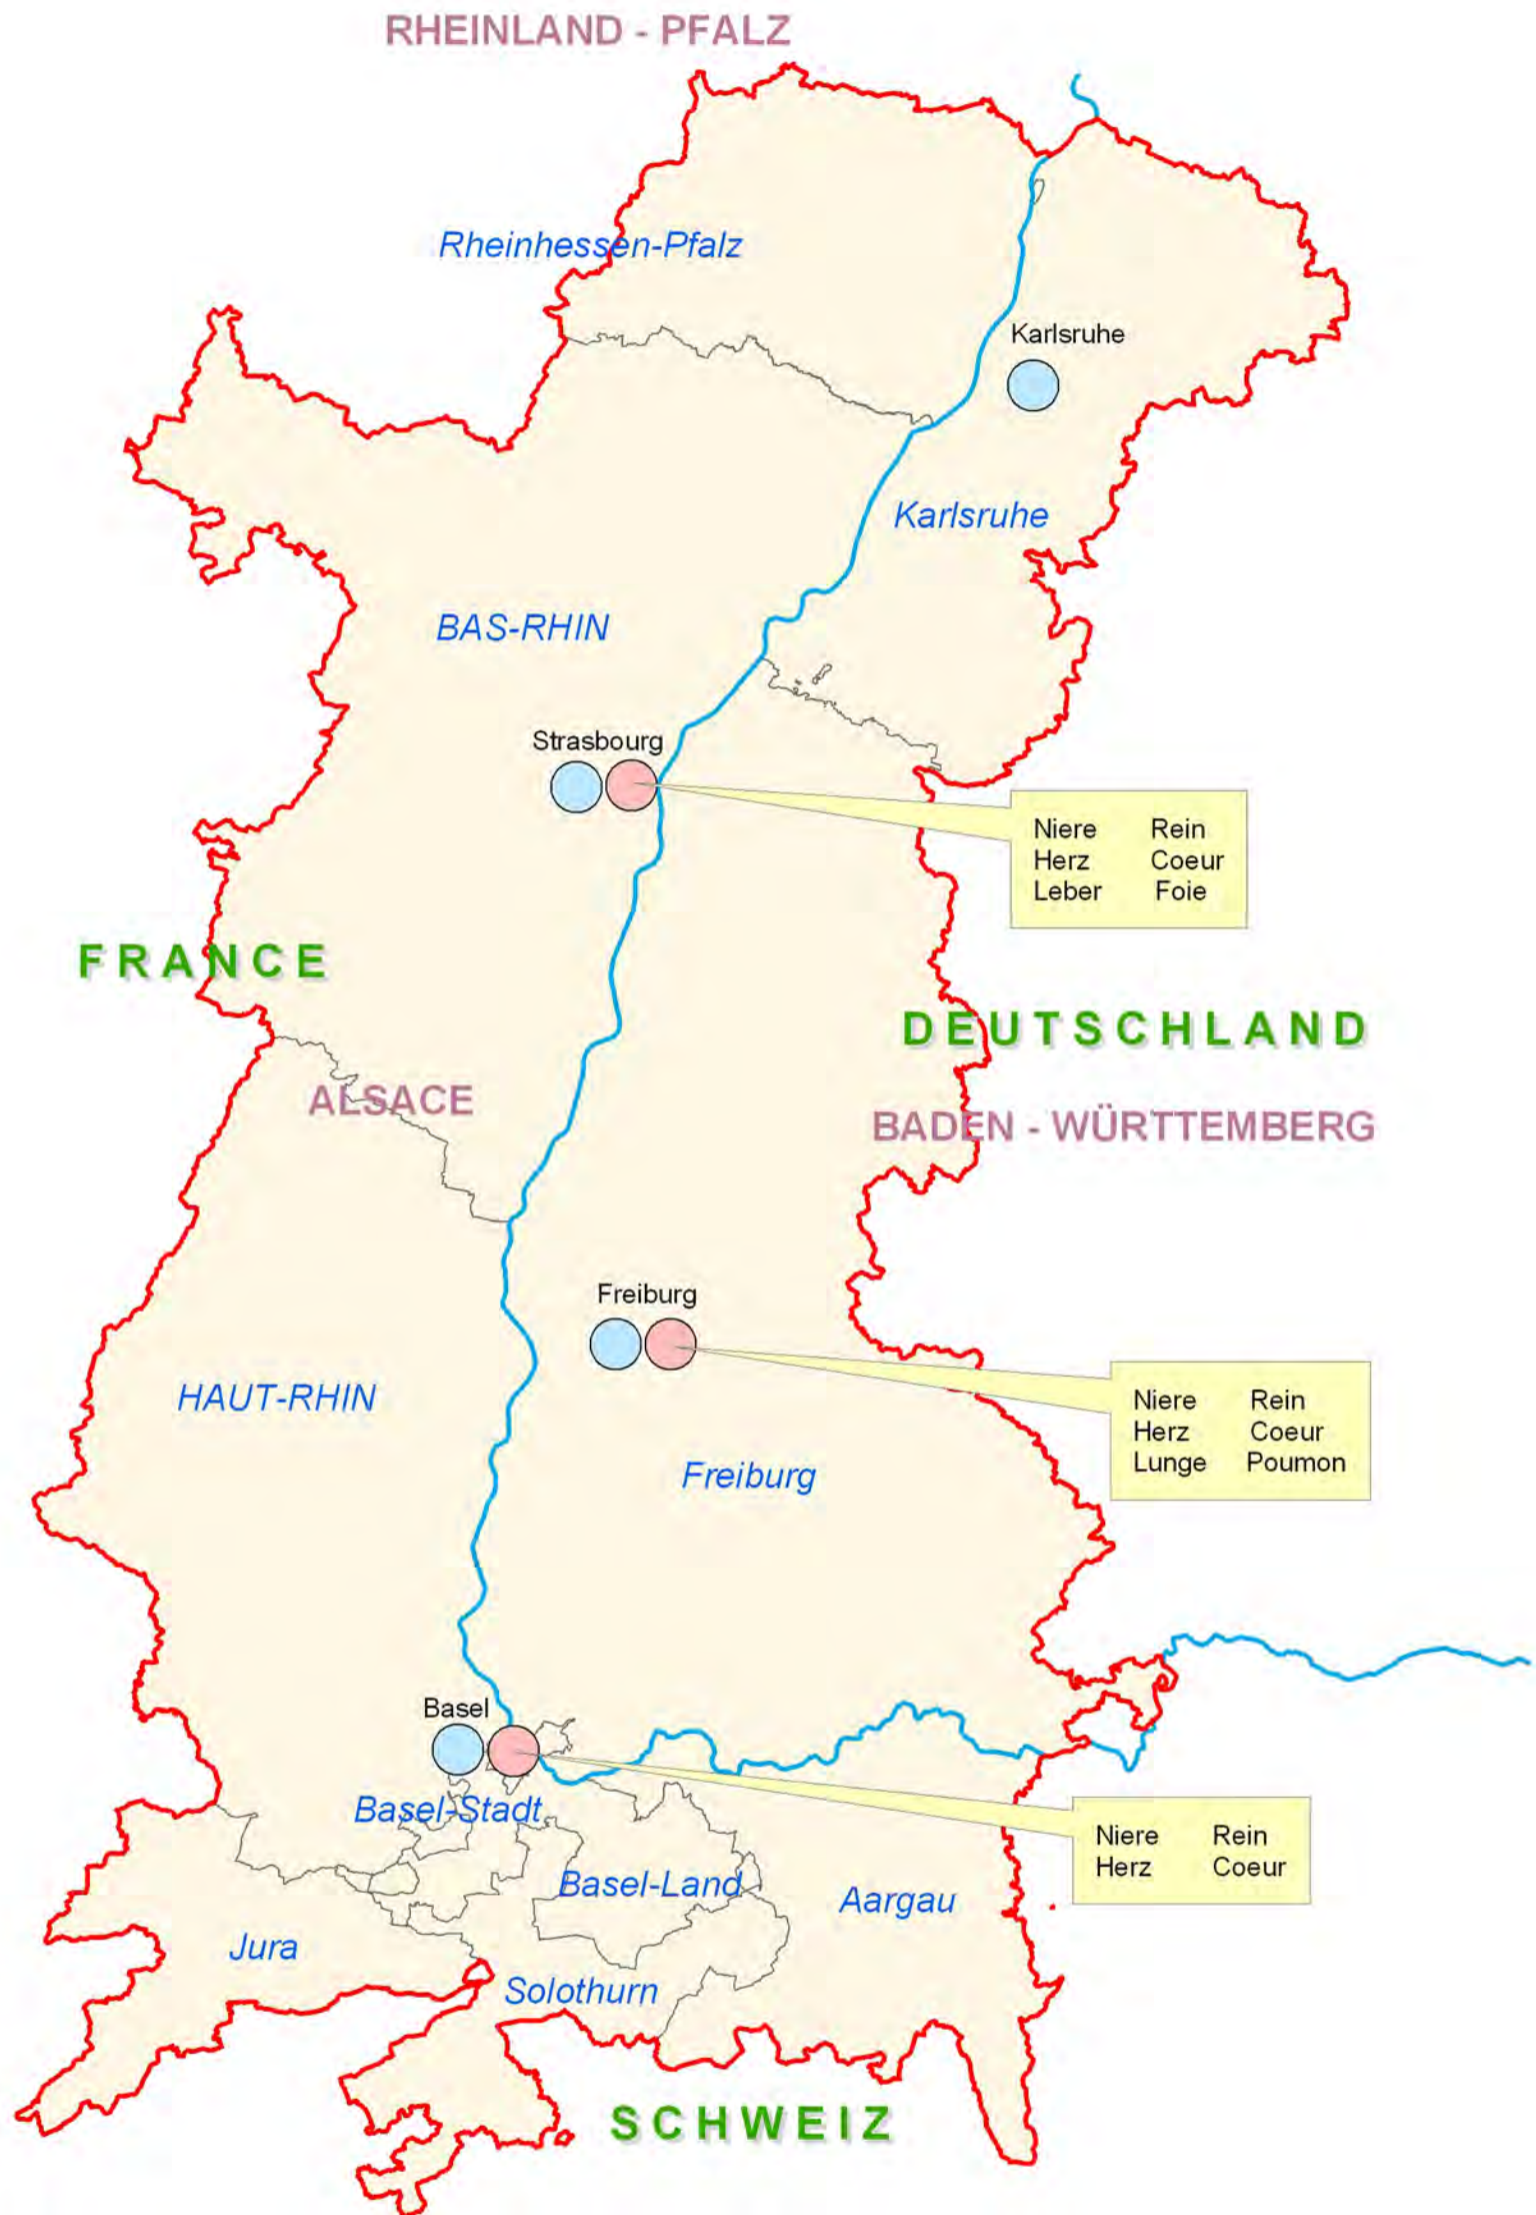 RHEINLAND - PFALZ
Rheinhessen-Pfalz
Karlsruhe
Karlsruhe
BAS-RHIN
Strasbourg
Niere Rein
Herz Coeur
Leber Foie
FRANCE
DEUTSCHLAND
ALSACE
BADEN - WÜRTTEMBERG
Freiburg
Niere Rein
Herz Coeur
Lunge Poumon
HAUT-RHIN
Freiburg
Basel
Basel-Stadt
Niere Rein
Herz Coeur
Basel-Land
Aargau
Jura
Solothurn
SCHWEIZ